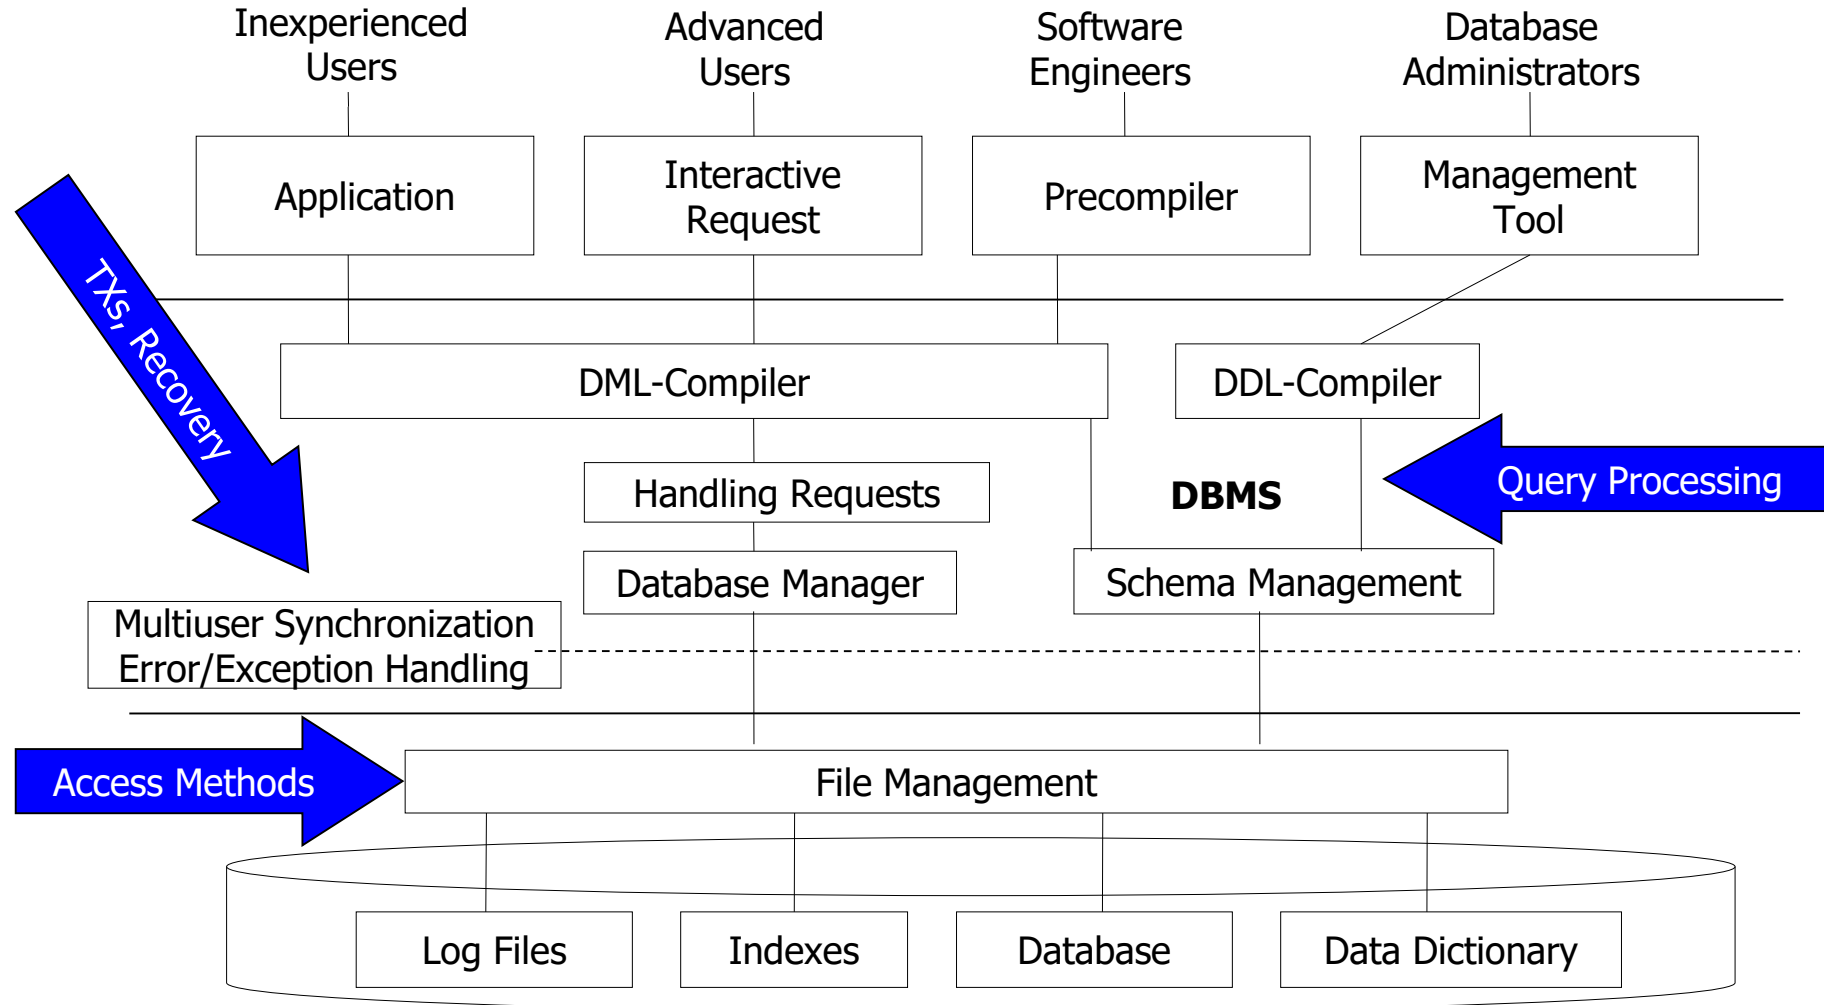 Inexperienced
Users
Advanced
Users
Software
Engineers
Database
Administrators
Application
Interactive
Request
Precompiler
Management
Tool
TXs, Recovery
DML-Compiler
DDL-Compiler
Handling Requests
DBMS
Query Processing
Database Manager
Schema Management
Multiuser Synchronization
Error/Exception Handling
Access Methods
File Management
Log Files
Indexes
Database
Data Dictionary